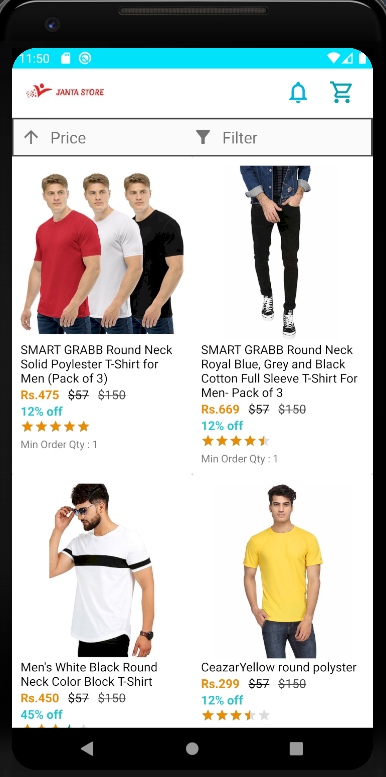 11:50
JANTA STORE
Price
Filter
SMART GRABB Round Neck
Solid Poylester T-Shirt for
Men (Pack of 3)
Rs.475 $57 $150
12% off
Min Order Qty : 1
SMART GRABB Round Neck
Royal Blue, Grey and Black
Cotton Full Sleeve T-Shirt For
Men- Pack of 3
Rs.669 $57 $150
12% off
Min Order Qty : 1
Men's White Black Round
Neck Color Block T-Shirt
Rs.450 $57 $150
45% off
CeazarYellow round polyster
Rs.299 $57 $150
12% off